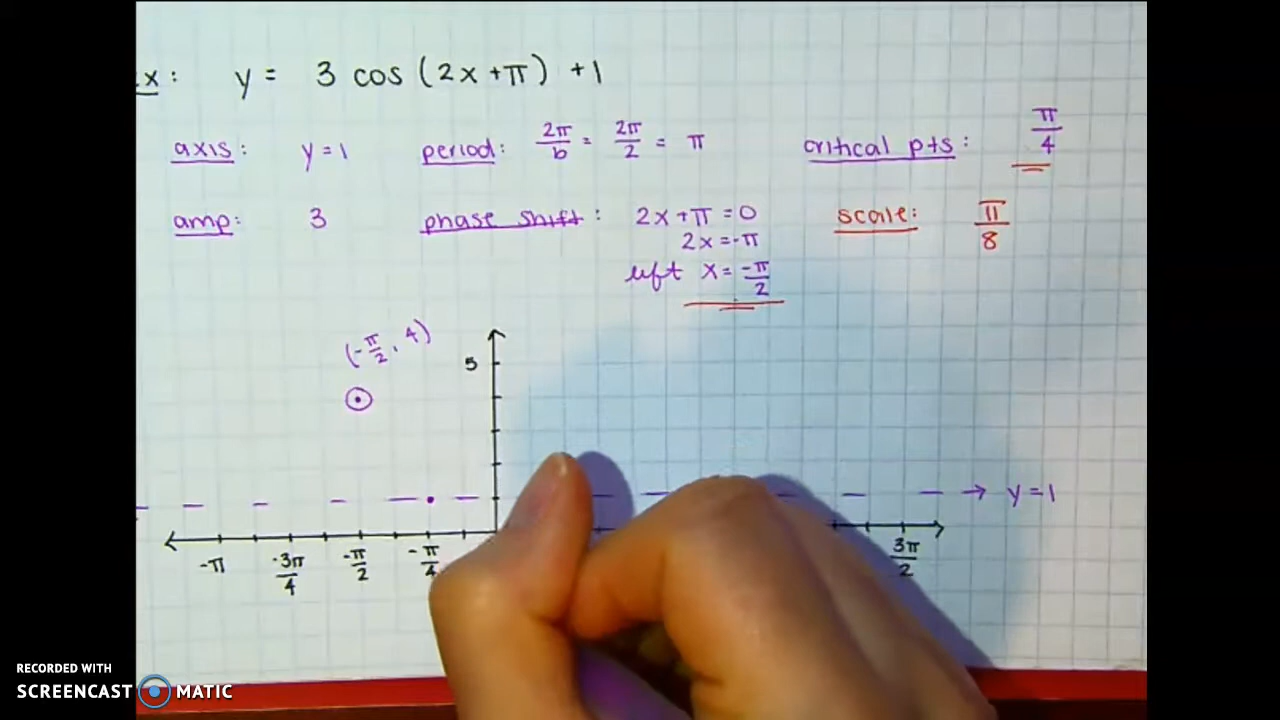 x: y = 3 cos (2x + π) + 1
axis: y = 1 period: 2π/b = 2π/2 = π critical pts: π/4
amp: 3 phase shift: 2x + π = 0 scale: π/8
2x = -π
left x = -π/2
(-π/2, 4)
5
→ y = 1
-π -3π/4 -π/2 -π/4 3π/2
RECORDED WITH
SCREENCAST MATIC